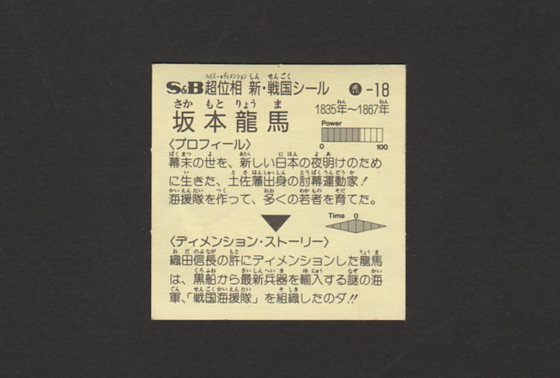 S&B超位相 新・戦国シール -18
坂本龍馬 1835年〜1867年
Power
0 100
〈プロフィール〉
幕末の世を、新しい日本の夜明けのため
に生きた、土佐藩出身の討幕運動家!
海援隊を作って、多くの若者を育てた。
Time 0
〈ディメンション・ストーリー〉
織田信長の許にディメンションした龍馬
は、黒船から最新兵器を輸入する謎の海
軍、「戦国海援隊」を組織したのダ!!